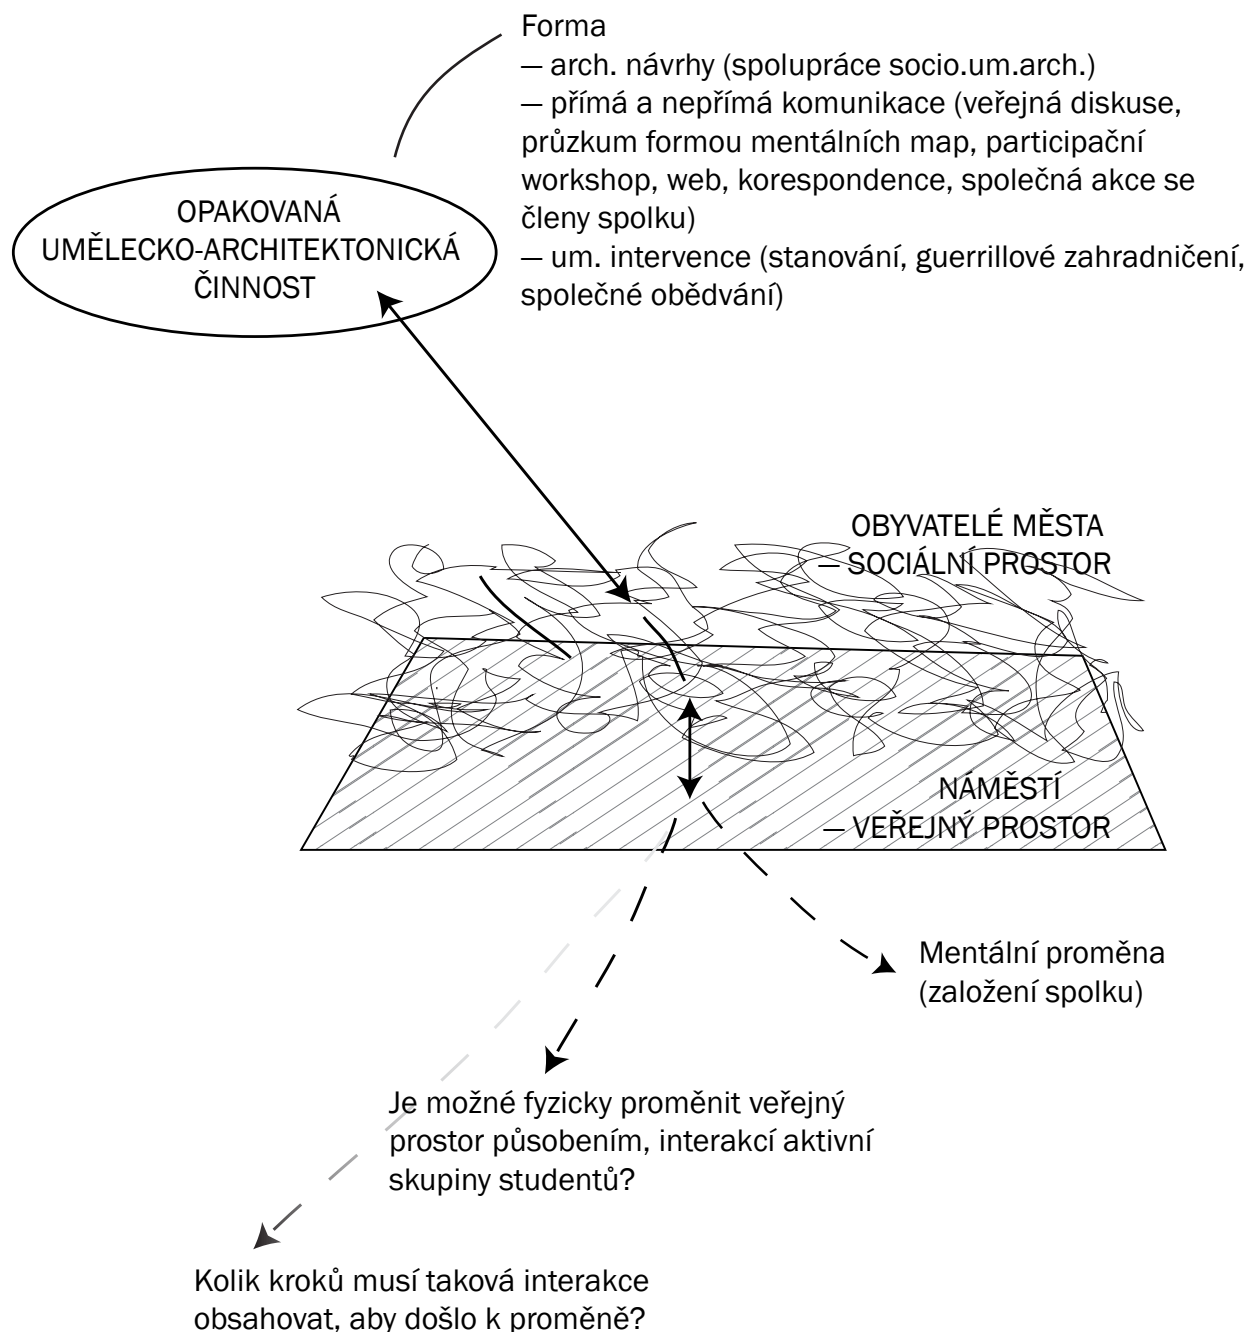 Forma
— arch. návrhy (spolupráce socio.um.arch.)
— přímá a nepřímá komunikace (veřejná diskuse,
průzkum formou mentálních map, participační
workshop, web, korespondence, společná akce se
členy spolku)
— um. intervence (stanování, guerrillové zahradničení,
společné obědvání)
OPAKOVANÁ
UMĚLECKO-ARCHITEKTONICKÁ
ČINNOST
OBYVATELÉ MĚSTA
— SOCIÁLNÍ PROSTOR
NÁMĚSTÍ
— VEŘEJNÝ PROSTOR
Mentální proměna
(založení spolku)
Je možné fyzicky proměnit veřejný
prostor působením, interakcí aktivní
skupiny studentů?
Kolik kroků musí taková interakce
obsahovat, aby došlo k proměně?